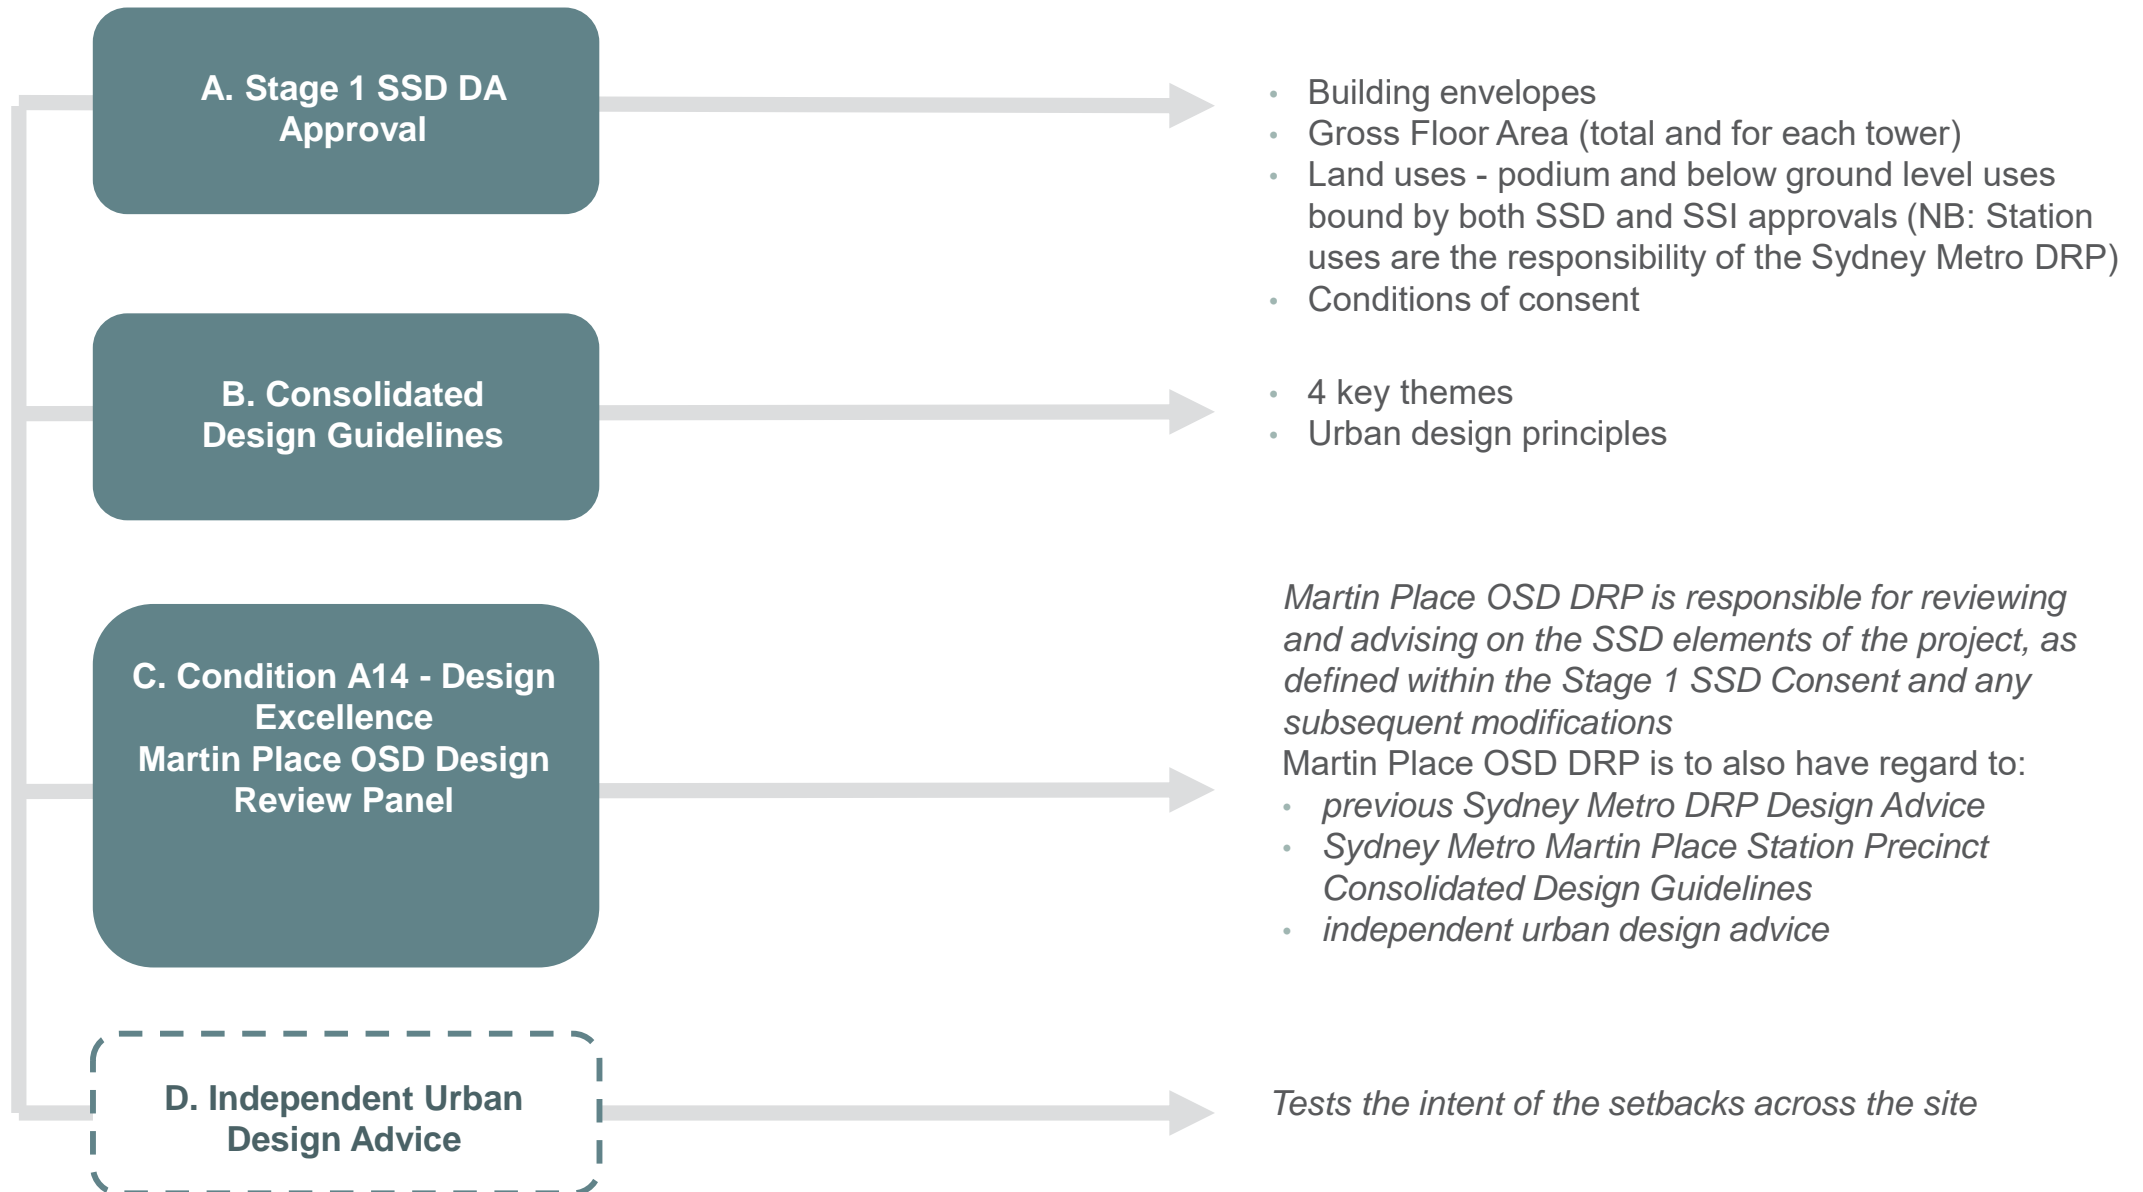 A. Stage 1 SSD DA
Approval
• Building envelopes
• Gross Floor Area (total and for each tower)
• Land uses - podium and below ground level uses
bound by both SSD and SSI approvals (NB: Station
uses are the responsibility of the Sydney Metro DRP)
• Conditions of consent
B. Consolidated
Design Guidelines
• 4 key themes
• Urban design principles
C. Condition A14 - Design
Excellence
Martin Place OSD Design
Review Panel
Martin Place OSD DRP is responsible for reviewing
and advising on the SSD elements of the project, as
defined within the Stage 1 SSD Consent and any
subsequent modifications
Martin Place OSD DRP is to also have regard to:
• previous Sydney Metro DRP Design Advice
• Sydney Metro Martin Place Station Precinct
Consolidated Design Guidelines
• independent urban design advice
D. Independent Urban
Design Advice
Tests the intent of the setbacks across the site